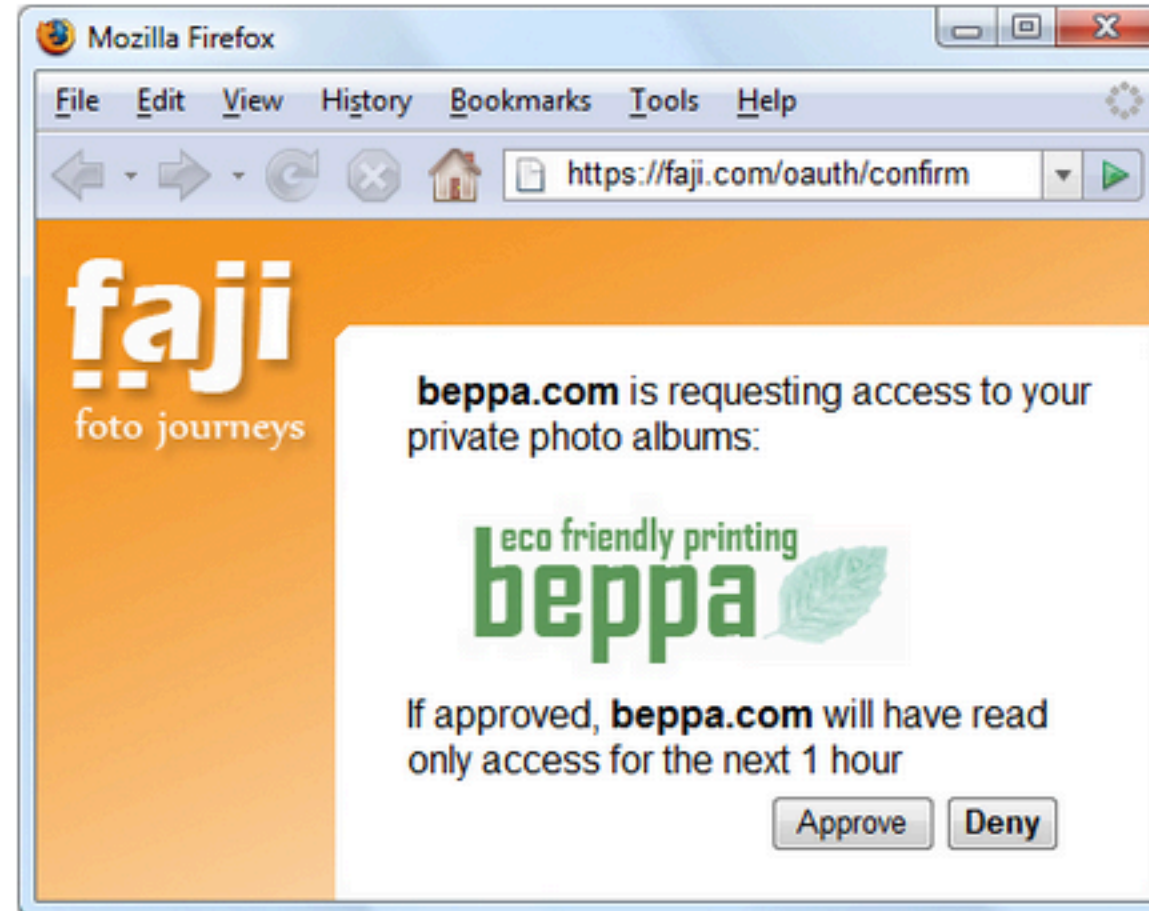 Mozilla Firefox
File Edit View History Bookmarks Tools Help
https://faji.com/oauth/confirm
faji
foto journeys
beppa.com is requesting access to your
private photo albums:
eco friendly printing
beppa
If approved, beppa.com will have read
only access for the next 1 hour
Approve Deny